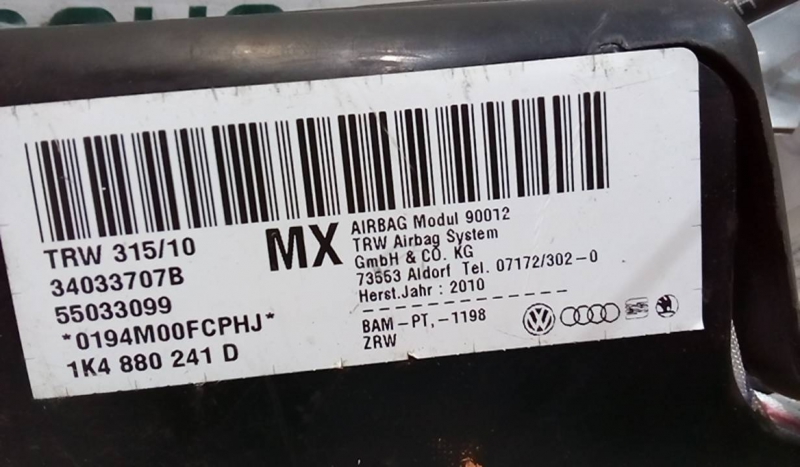 TRW 315/10
34033707B
55033099
*0194M00FCPHJ*
1K4 880 241 D
MX
AIRBAG Modul 90012
TRW Airbag System
GmbH & CO. KG
73553 Aldorf Tel. 07172/302-0
Herst.Jahr : 2010
BAM-PT,-1198
ZRW